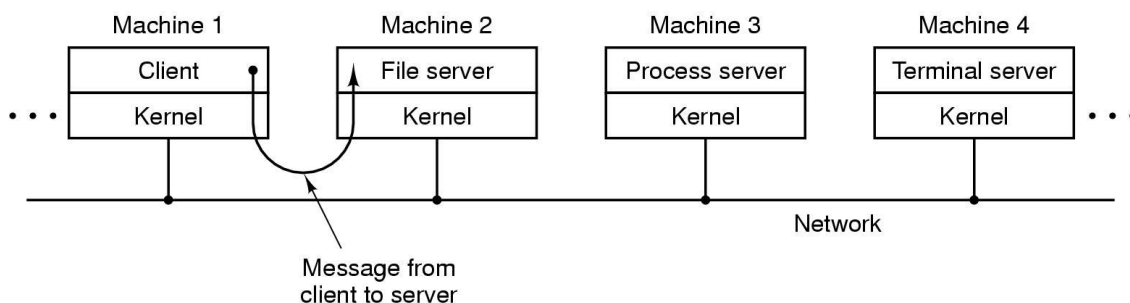 Machine 1
Machine 2
Machine 3
Machine 4
Client
File server
Process server
Terminal server
Kernel
Kernel
Kernel
Kernel
Network
Message from
client to server